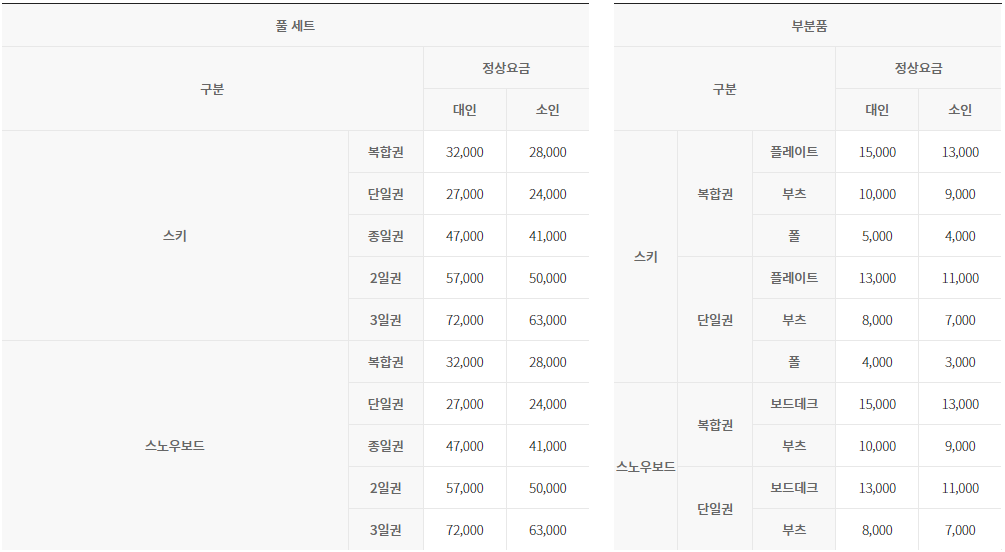 풀 세트
구분 정상요금
대인 소인
스키 복합권 32,000 28,000
단일권 27,000 24,000
종일권 47,000 41,000
2일권 57,000 50,000
3일권 72,000 63,000
스노우보드 복합권 32,000 28,000
단일권 27,000 24,000
종일권 47,000 41,000
2일권 57,000 50,000
3일권 72,000 63,000
부분품
구분 정상요금
대인 소인
스키 복합권 플레이트 15,000 13,000
부츠 10,000 9,000
폴 5,000 4,000
단일권 플레이트 13,000 11,000
부츠 8,000 7,000
폴 4,000 3,000
스노우보드 복합권 보드데크 15,000 13,000
부츠 10,000 9,000
단일권 보드데크 13,000 11,000
부츠 8,000 7,000